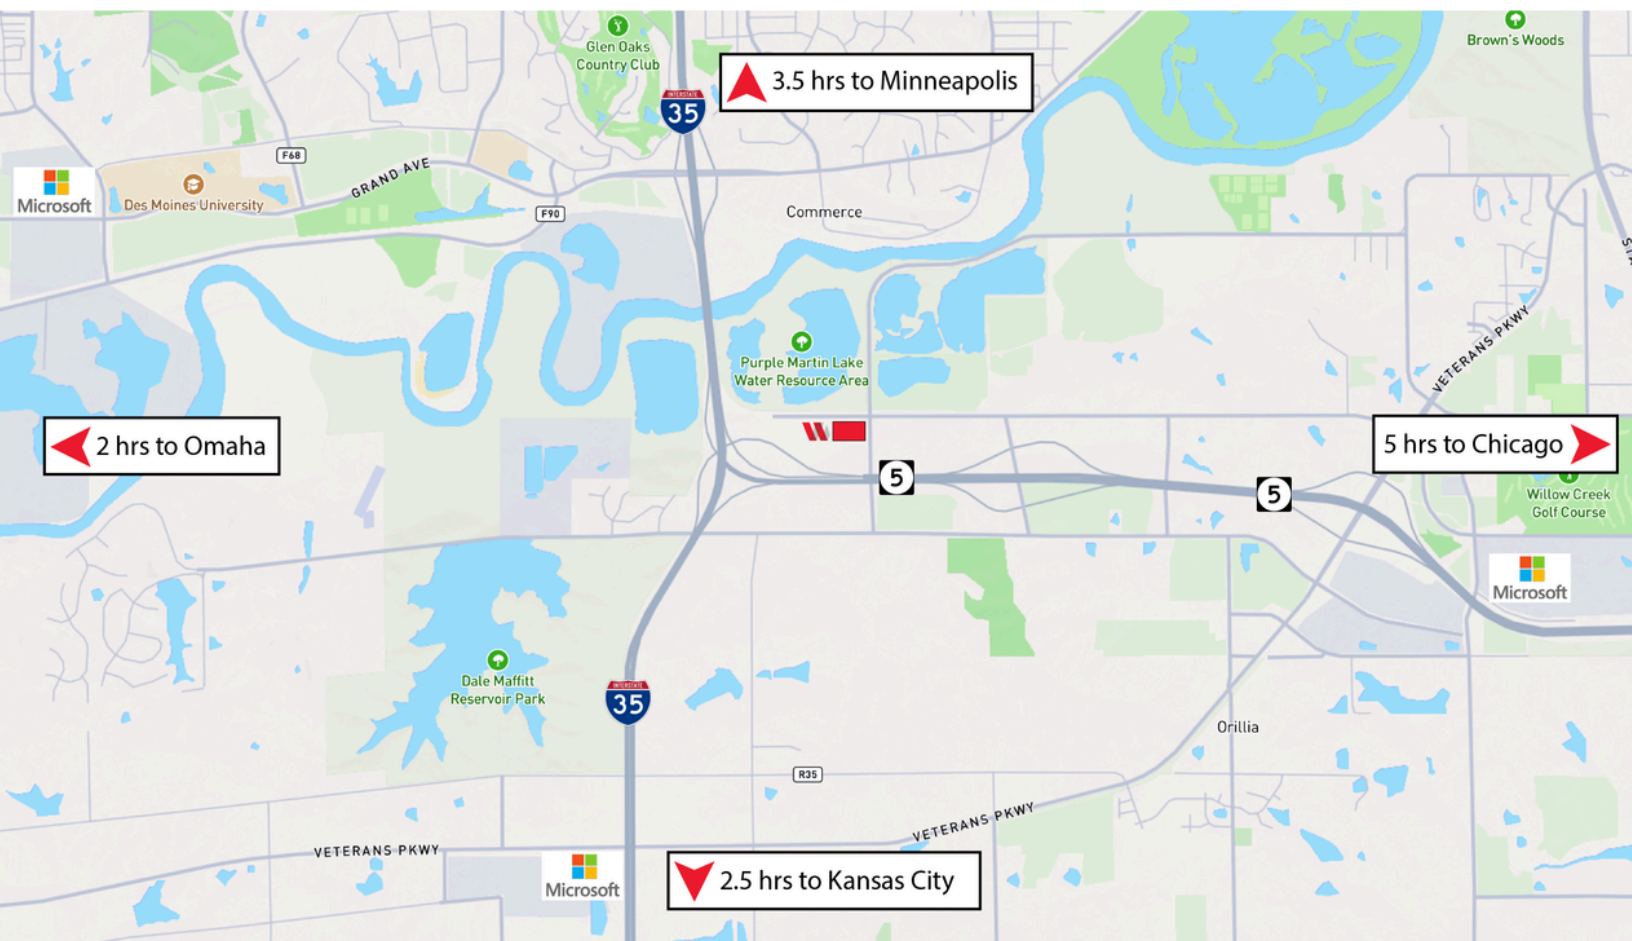 Glen Oaks
Country Club
Brown's Woods
3.5 hrs to Minneapolis
INTERSTATE
35
F68
GRAND AVE
Microsoft
Des Moines University
F90
Commerce
VETERANS PKWY
Purple Martin Lake
Water Resource Area
2 hrs to Omaha
5 hrs to Chicago
5
5
Willow Creek
Golf Course
Microsoft
Dale Maffitt
Reservoir Park
INTERSTATE
35
Orillia
R35
VETERANS PKWY
VETERANS PKWY
Microsoft
2.5 hrs to Kansas City